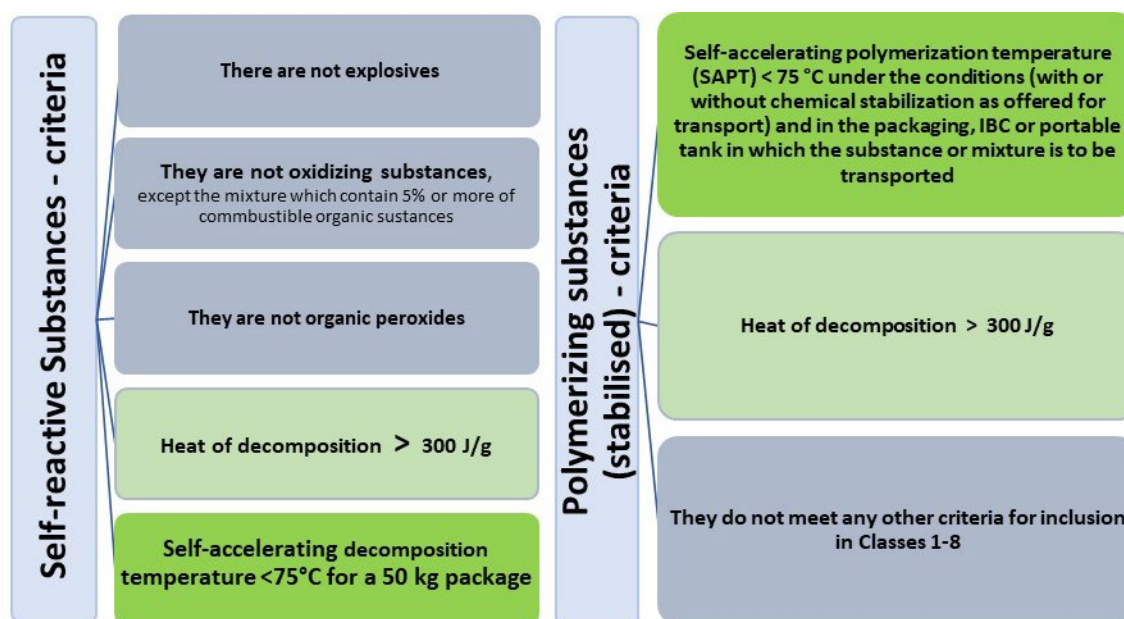 Self-reactive Substances - criteria
There are not explosives
They are not oxidizing substances,
except the mixture which contain 5% or more of
commbustible organic sustances
They are not organic peroxides
Heat of decomposition > 300 J/g
Self-accelerating decomposition
temperature <75°C for a 50 kg package
Polymerizing substances
(stabilised) - criteria
Self-accelerating polymerization temperature
(SAPT) < 75 °C under the conditions (with or
without chemical stabilization as offered for
transport) and in the packaging, IBC or portable
tank in which the substance or mixture is to be
transported
Heat of decomposition > 300 J/g
They do not meet any other criteria for inclusion
in Classes 1-8